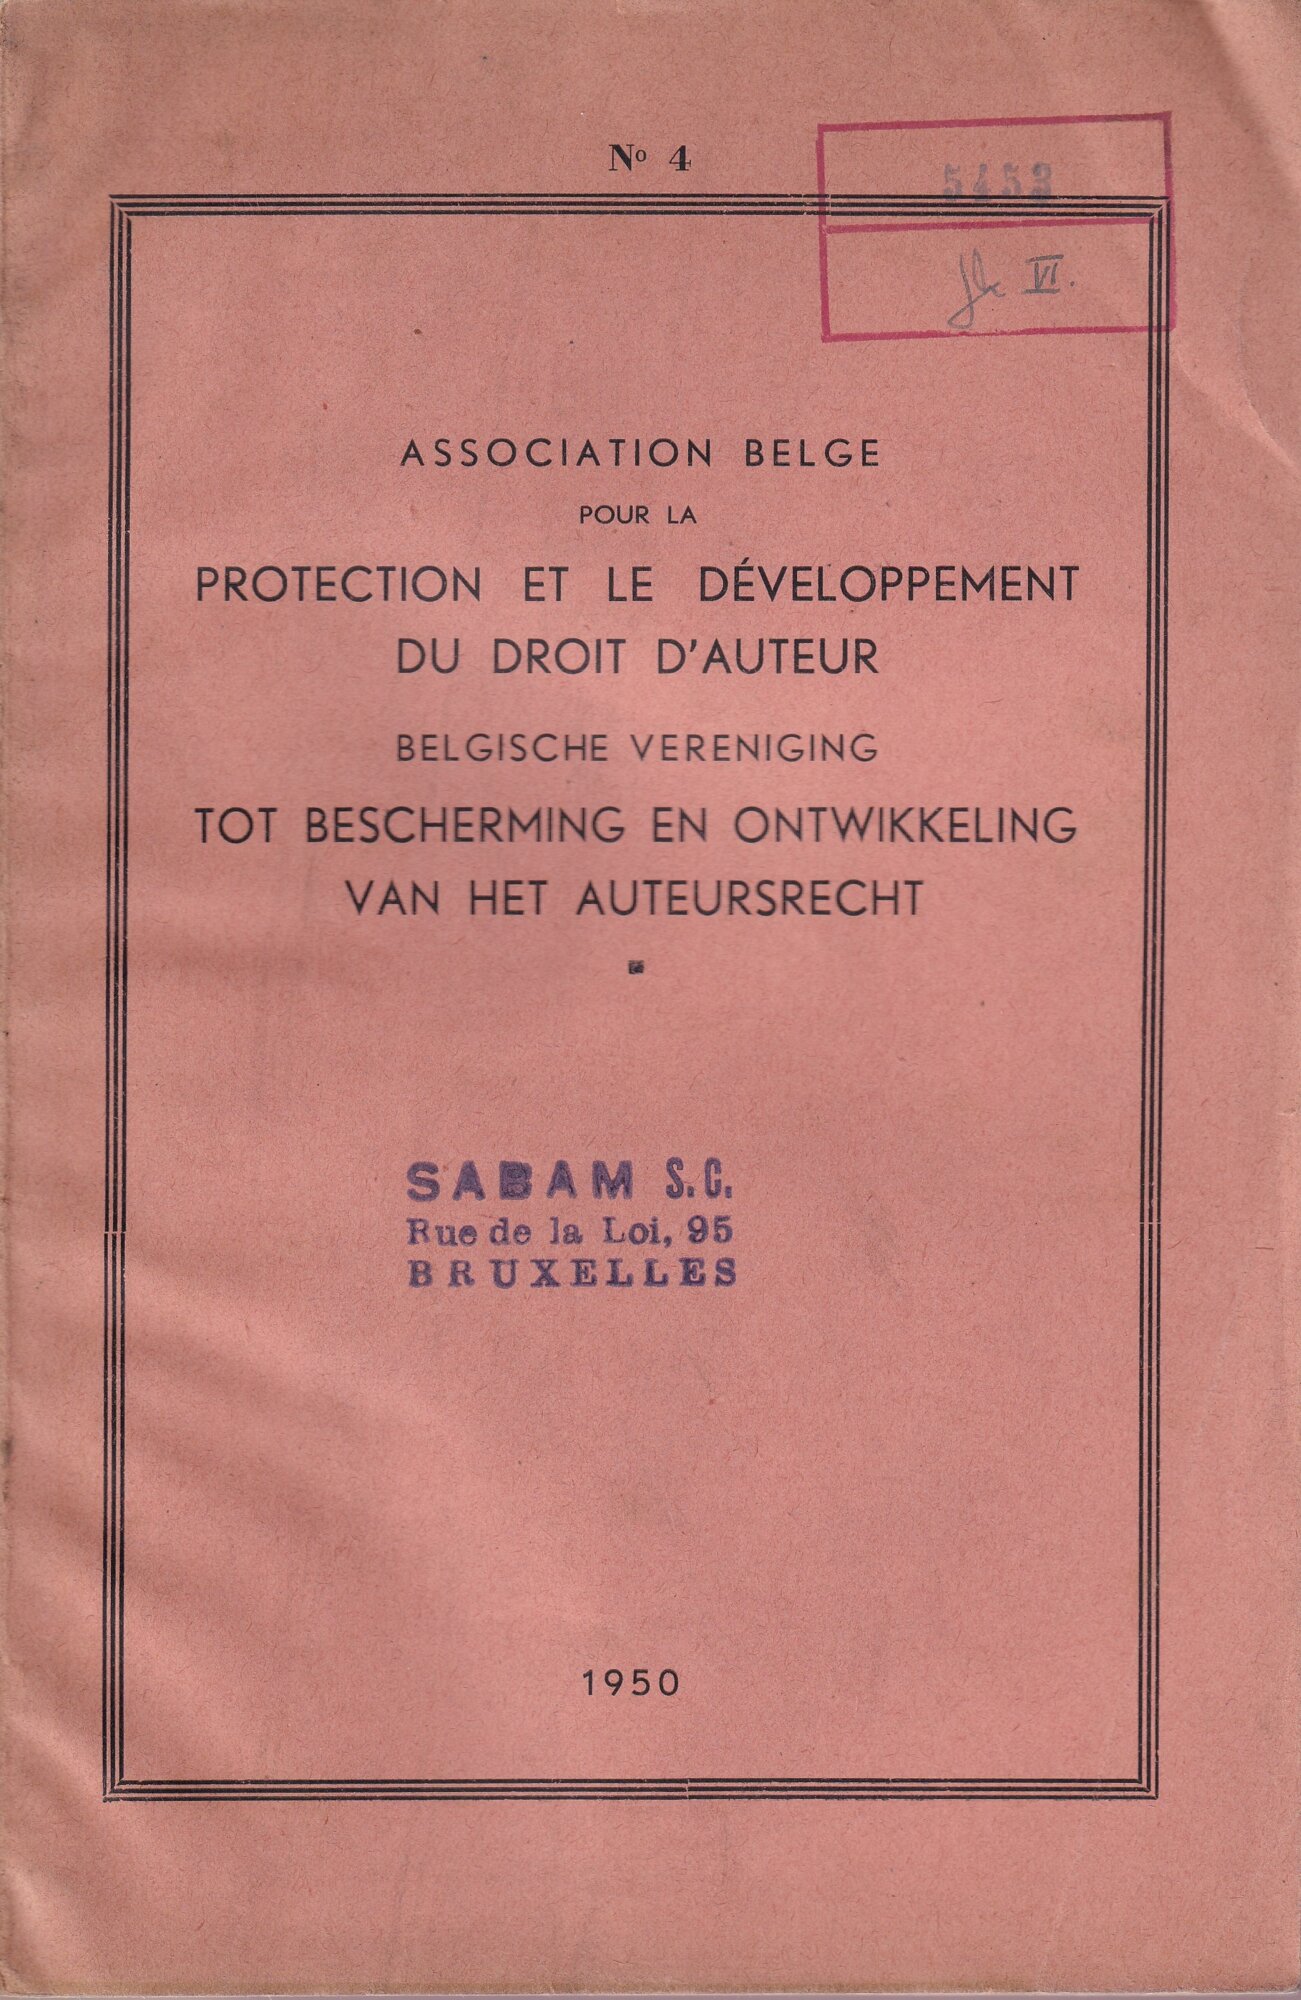 Nº 4
5453
VI.
ASSOCIATION BELGE
POUR LA
PROTECTION ET LE DÉVELOPPEMENT
DU DROIT D'AUTEUR
BELGISCHE VERENIGING
TOT BESCHERMING EN ONTWIKKELING
VAN HET AUTEURSRECHT
SABAM S.C.
Rue de la Loi, 95
BRUXELLES
1950